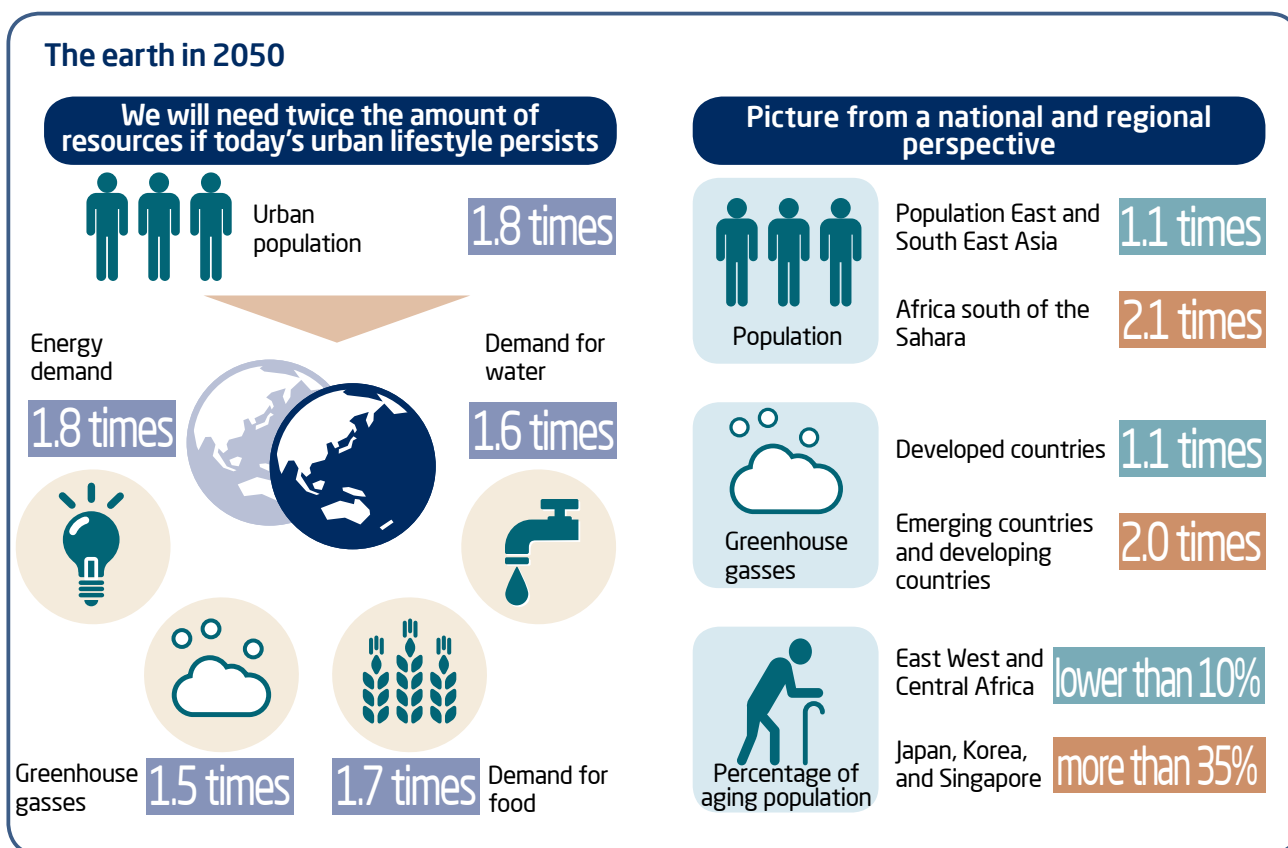 The earth in 2050
We will need twice the amount of
resources if today's urban lifestyle persists
Urban
population
1.8 times
Energy
demand
1.8 times
Demand for
water
1.6 times
Greenhouse
gasses
1.5 times
1.7 times
Demand for
food
Picture from a national and regional
perspective
Population
Population East and
South East Asia
1.1 times
Africa south of the
Sahara
2.1 times
Greenhouse
gasses
Developed countries
1.1 times
Emerging countries
and developing
countries
2.0 times
Percentage of
aging population
East West and
Central Africa
lower than 10%
Japan, Korea,
and Singapore
more than 35%